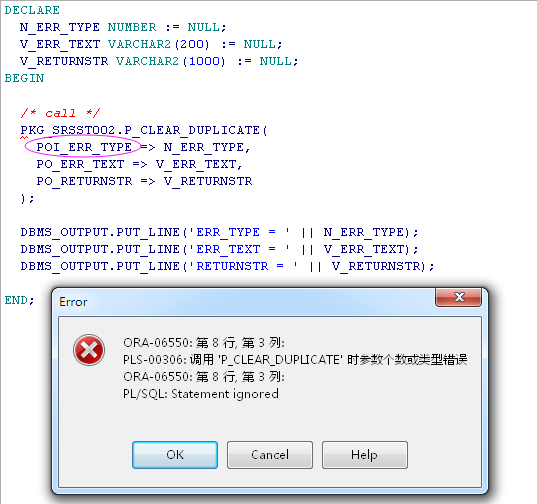 DECLARE
N_ERR_TYPE NUMBER := NULL;
V_ERR_TEXT VARCHAR2(200) := NULL;
V_RETURNSTR VARCHAR2(1000) := NULL;
BEGIN
/* call */
PKG_SRSST002.P_CLEAR_DUPLICATE(
POI_ERR_TYPE => N_ERR_TYPE,
PO_ERR_TEXT => V_ERR_TEXT,
PO_RETURNSTR => V_RETURNSTR
);
DBMS_OUTPUT.PUT_LINE('ERR_TYPE = ' || N_ERR_TYPE);
DBMS_OUTPUT.PUT_LINE('ERR_TEXT = ' || V_ERR_TEXT);
DBMS_OUTPUT.PUT_LINE('RETURNSTR = ' || V_RETURNSTR);
END;
Error
ORA-06550: 第 8 行, 第 3 列:
PLS-00306: 调用 'P_CLEAR_DUPLICATE' 时参数个数或类型错误
ORA-06550: 第 8 行, 第 3 列:
PL/SQL: Statement ignored
OK Cancel Help